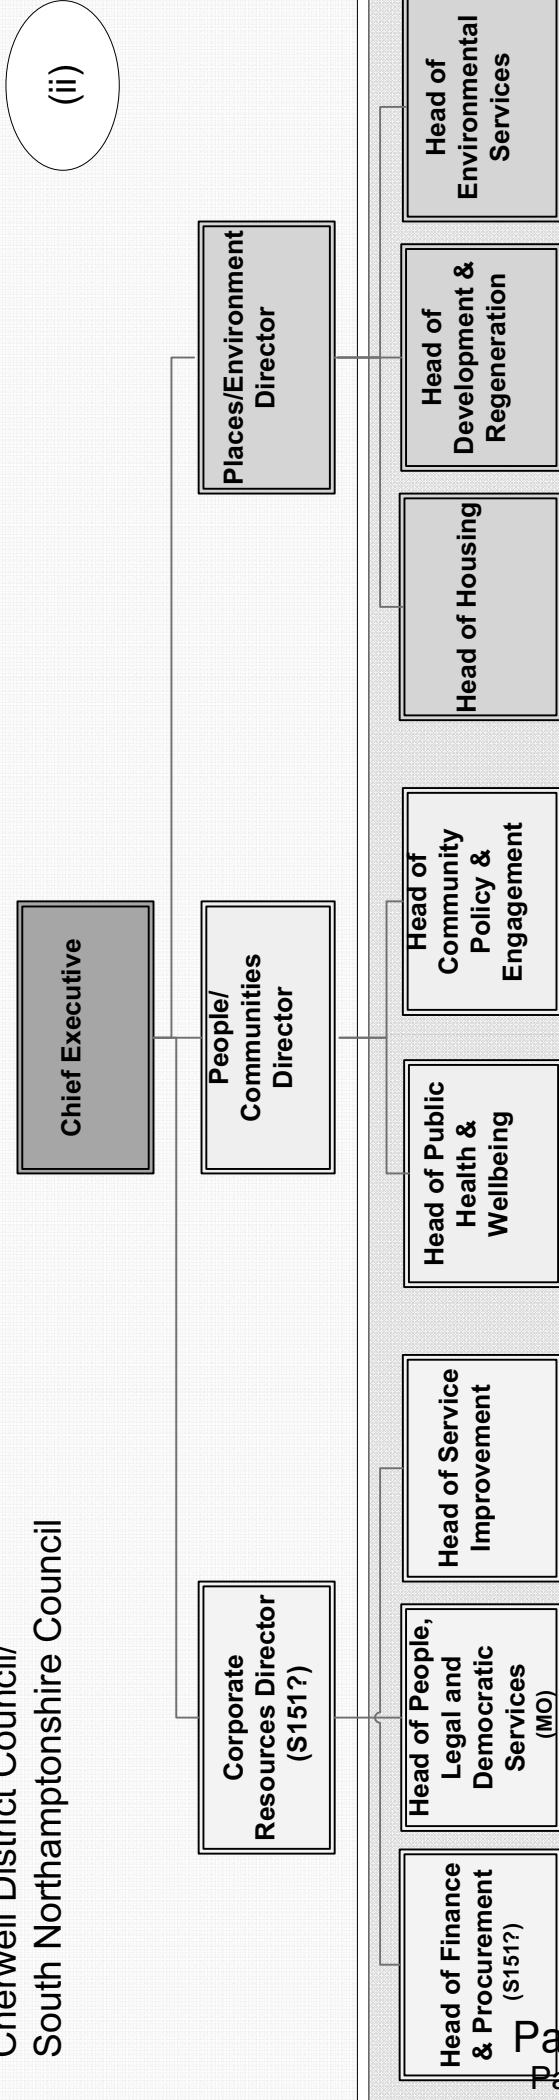 Cherwell District Council/
South Northamptonshire Council
(ii)
Chief Executive
Corporate
Resources Director
(S151?)
People/
Communities
Director
Places/Environment
Director
Head of Finance
& Procurement
(S151?)
Head of People,
Legal and
Democratic
Services
(MO)
Head of Service
Improvement
Head of Public
Health &
Wellbeing
Head of
Community
Policy &
Engagement
Head of Housing
Head of
Development &
Regeneration
Head of
Environmental
Services